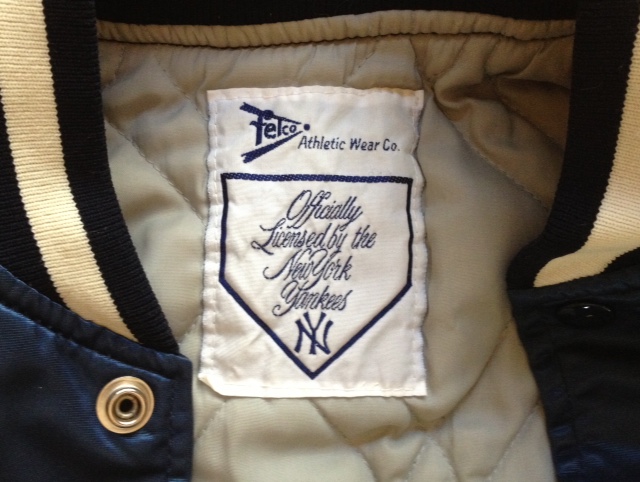 Felco
Athletic Wear Co.
Officially
Licensed by the
New York
Yankees
NY